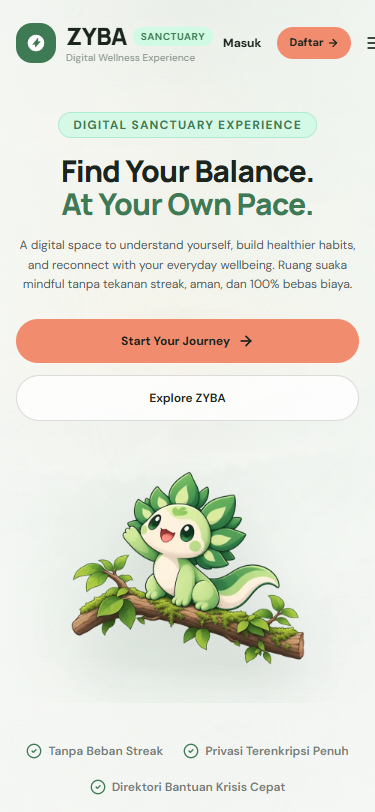 ZYBA SANCTUARY Masuk Daftar →
Digital Wellness Experience
DIGITAL SANCTUARY EXPERIENCE
Find Your Balance.
At Your Own Pace.
A digital space to understand yourself, build healthier habits,
and reconnect with your everyday wellbeing. Ruang suaka
mindful tanpa tekanan streak, aman, dan 100% bebas biaya.
Start Your Journey →
Explore ZYBA
Tanpa Beban Streak Privasi Terenkripsi Penuh
Direktori Bantuan Krisis Cepat